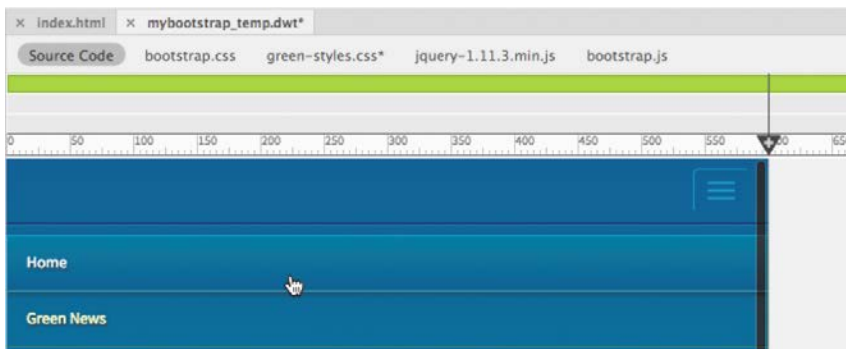 × index.html × mybootstrap_temp.dwt*
Source Code bootstrap.css green-styles.css* jquery-1.11.3.min.js bootstrap.js
0 50 100 150 200 250 300 350 400 450 500 550
Home
Green News